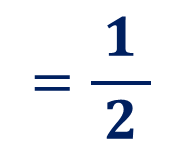 = 1/2